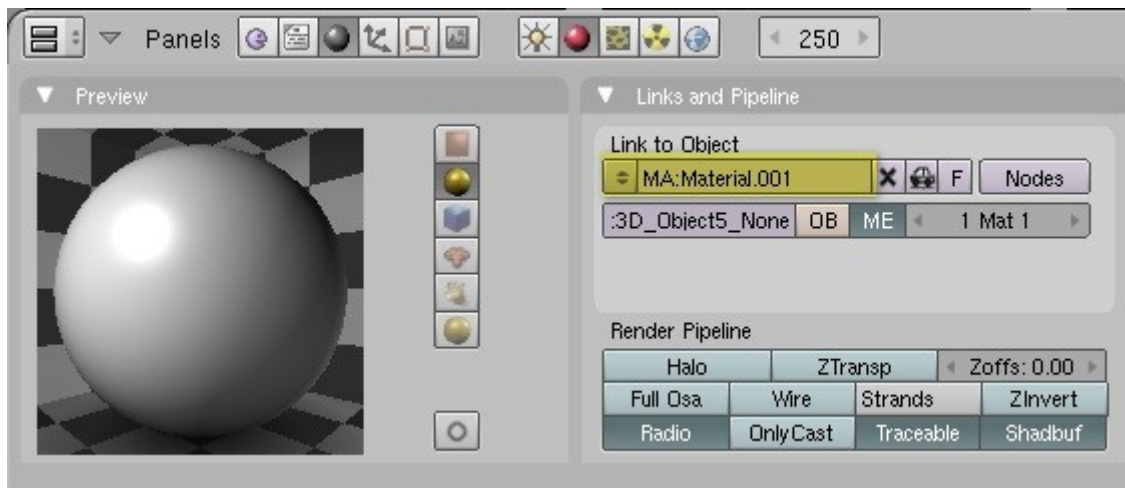 Panels 250
Preview
Links and Pipeline
Link to Object
MA:Material.001 F Nodes
:3D_Object5_None OB ME 1 Mat 1
Render Pipeline
Halo ZTransp Zoffs: 0.00
Full Osa Wire Strands ZInvert
Radio OnlyCast Traceable Shadbuf